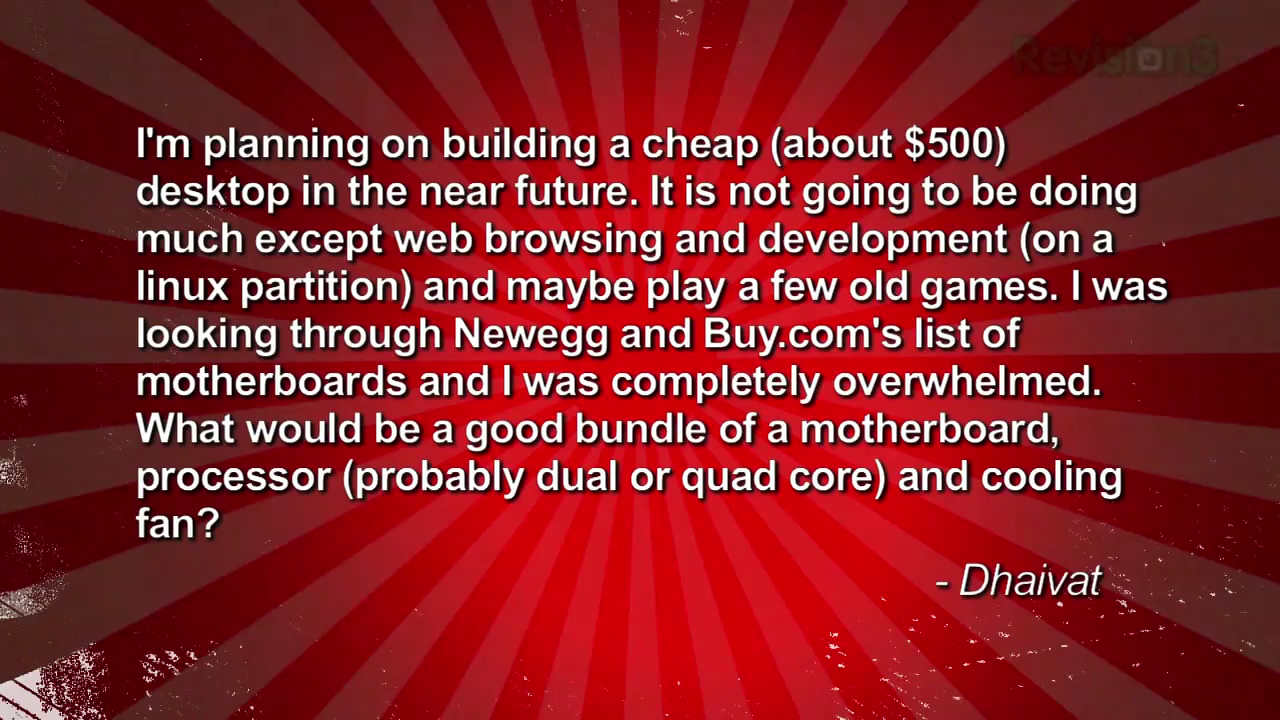 Revision3
I'm planning on building a cheap (about $500)
desktop in the near future. It is not going to be doing
much except web browsing and development (on a
linux partition) and maybe play a few old games. I was
looking through Newegg and Buy.com's list of
motherboards and I was completely overwhelmed.
What would be a good bundle of a motherboard,
processor (probably dual or quad core) and cooling
fan?
- Dhaivat